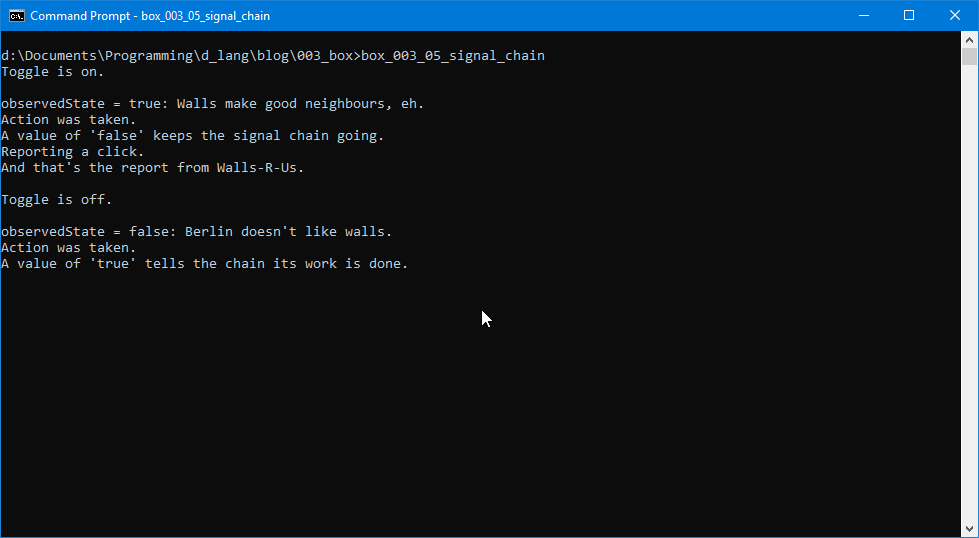 Command Prompt - box_003_05_signal_chain
d:\Documents\Programming\d_lang\blog\003_box>box_003_05_signal_chain
Toggle is on.
observedState = true: Walls make good neighbours, eh.
Action was taken.
A value of 'false' keeps the signal chain going.
Reporting a click.
And that's the report from Walls-R-Us.
Toggle is off.
observedState = false: Berlin doesn't like walls.
Action was taken.
A value of 'true' tells the chain its work is done.